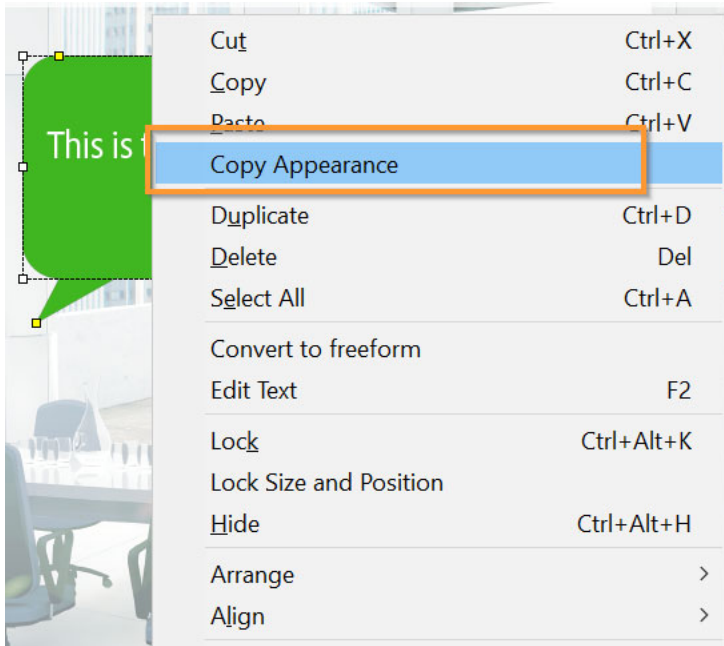 This is
Cut Ctrl+X
Copy Ctrl+C
Paste Ctrl+V
Copy Appearance
Duplicate Ctrl+D
Delete Del
Select All Ctrl+A
Convert to freeform
Edit Text F2
Lock Ctrl+Alt+K
Lock Size and Position
Hide Ctrl+Alt+H
Arrange
Align